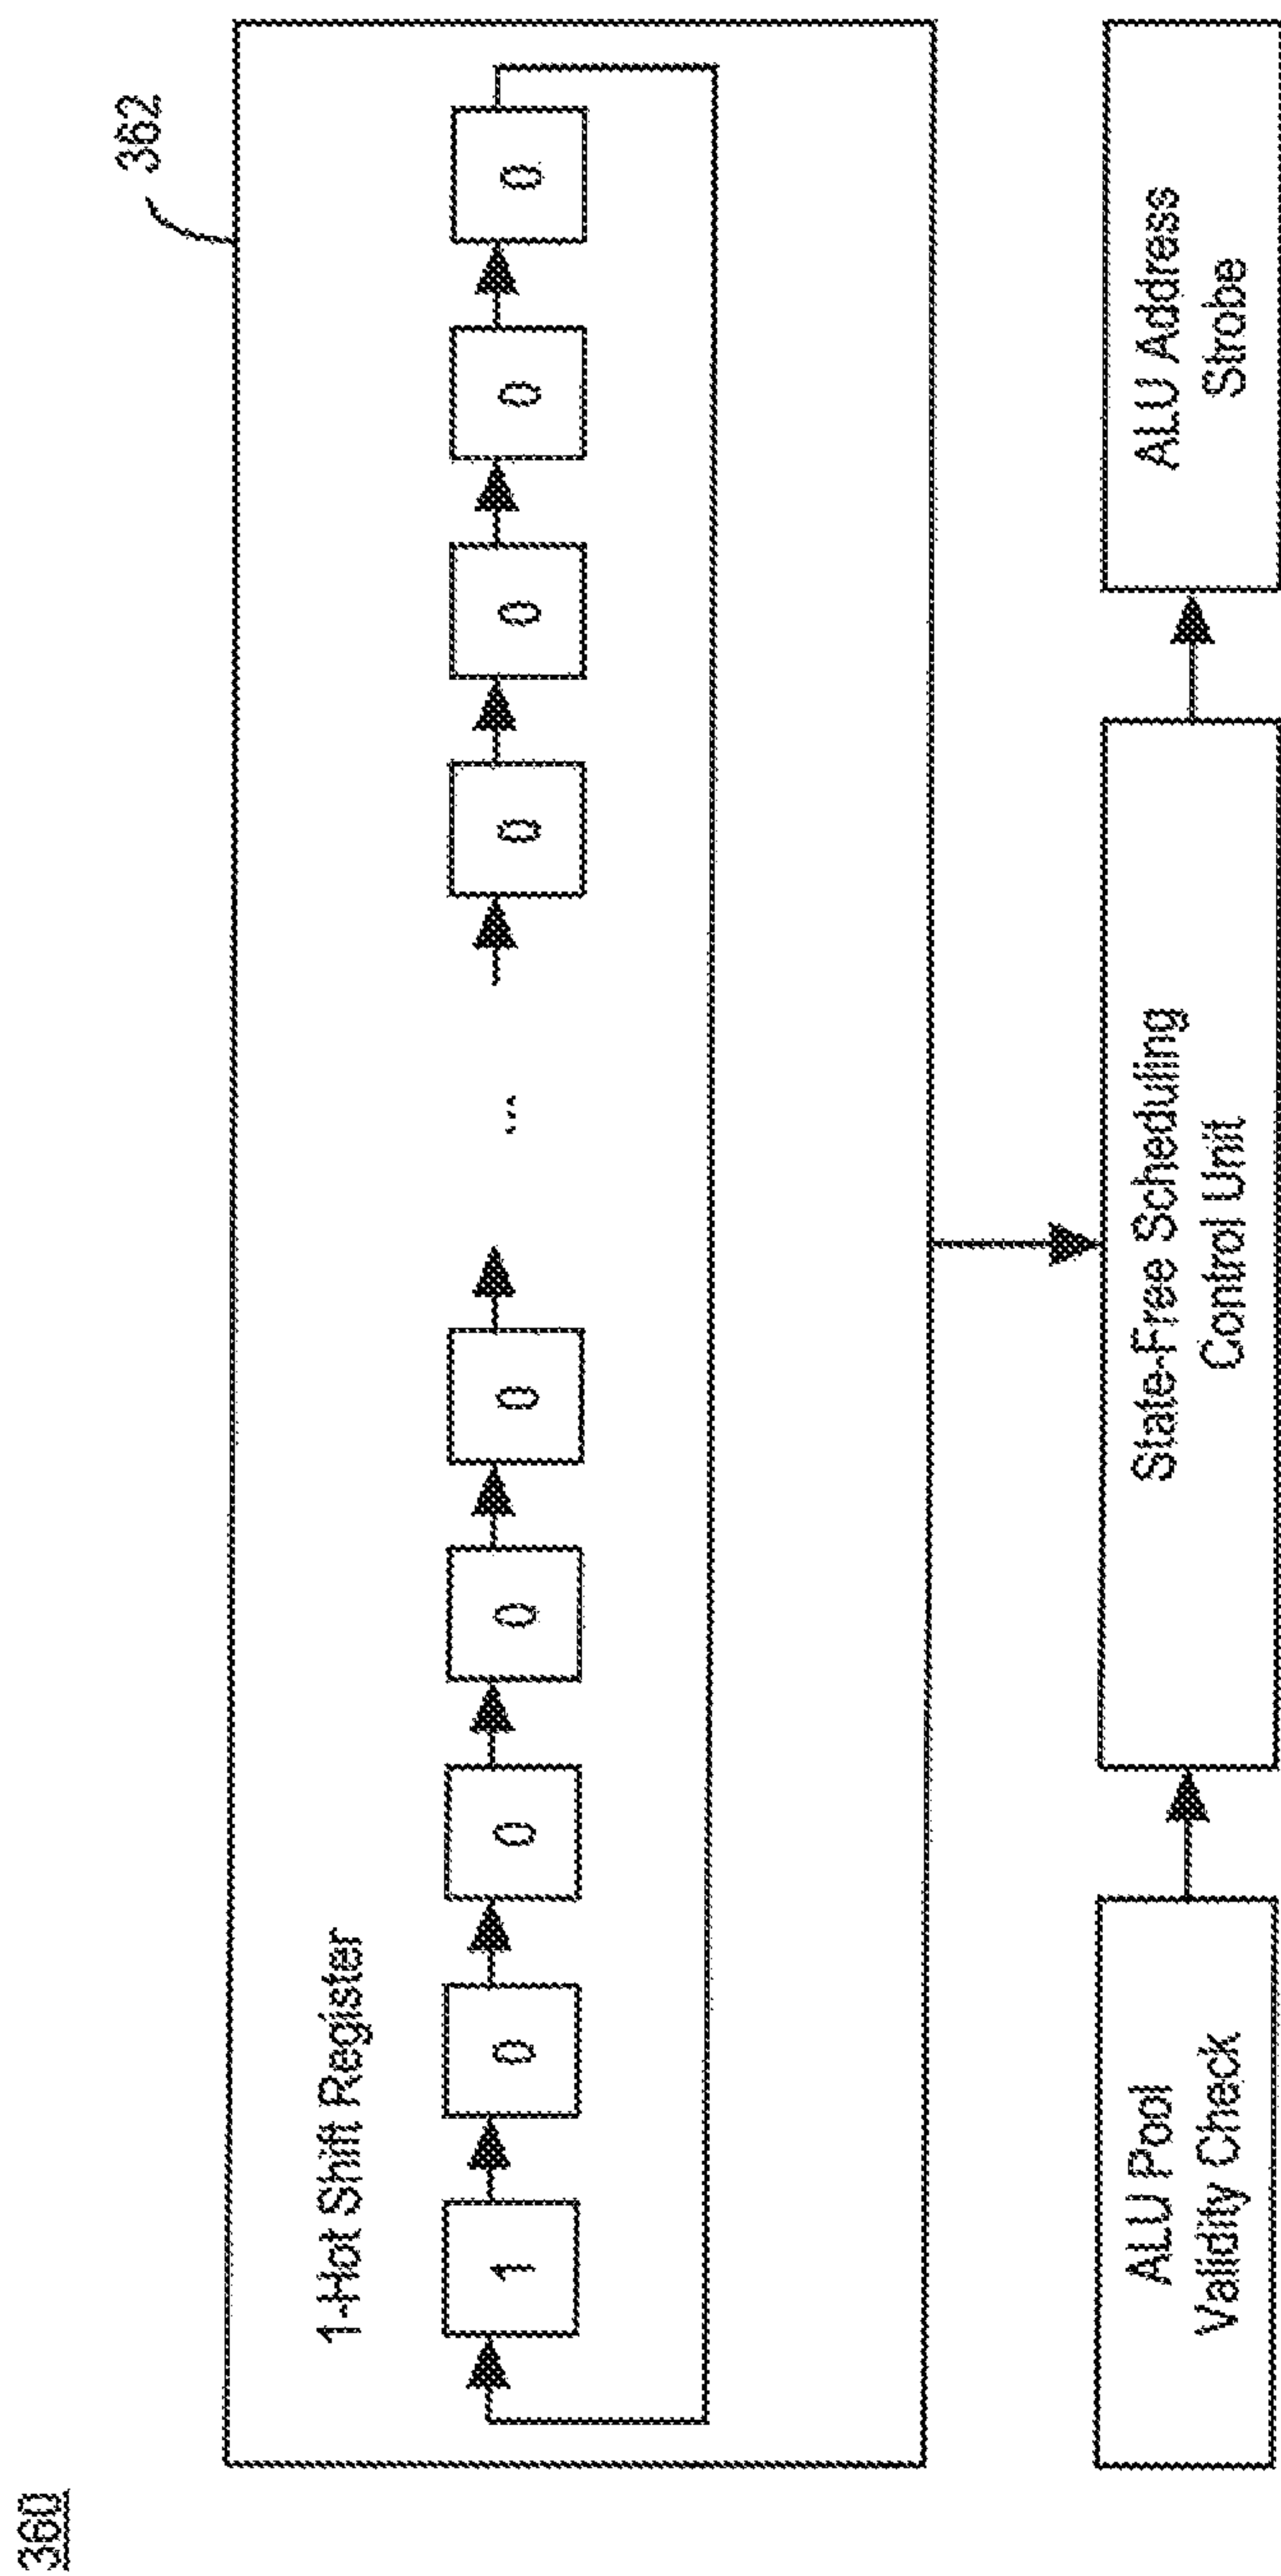 360
362
1-Hot Shift Register
1 0 0 0 0 ... 0 0 0 0
ALU Pool
Validity Check
State-Free Scheduling
Control Unit
ALU Address
Strobe